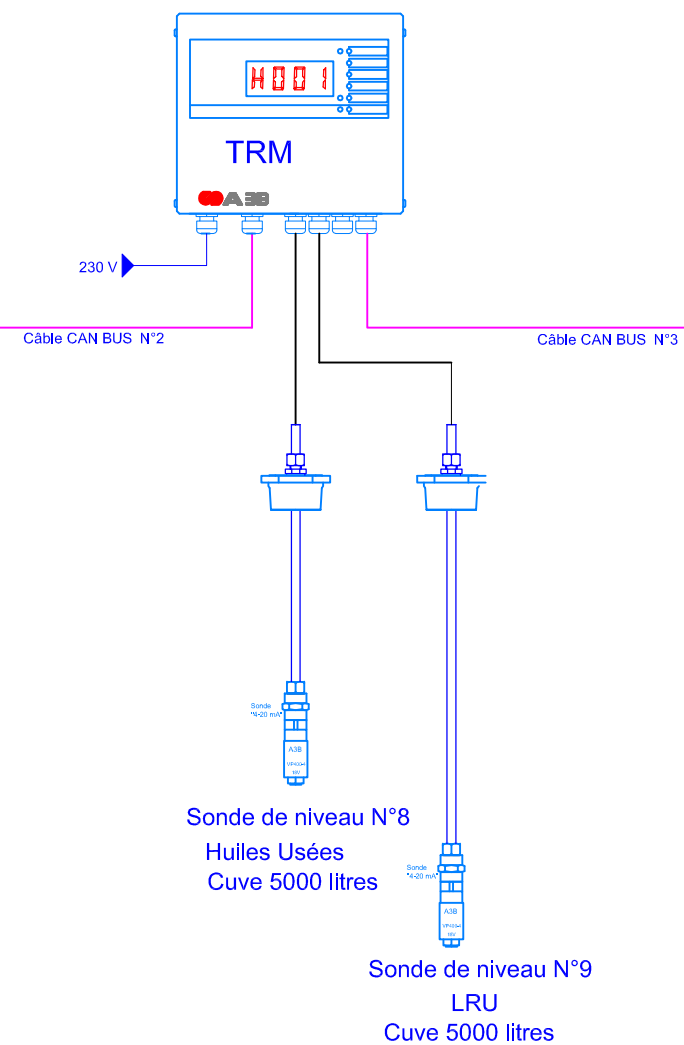 H001
TRM
A3B
230 V
Câble CAN BUS N°2
Câble CAN BUS N°3
Sonde
"4-20 mA"
A3B
VP400-I
16V
Sonde de niveau N°8
Huiles Usées
Cuve 5000 litres
Sonde
"4-20 mA"
A3B
Sonde de niveau N°9
LRU
Cuve 5000 litres